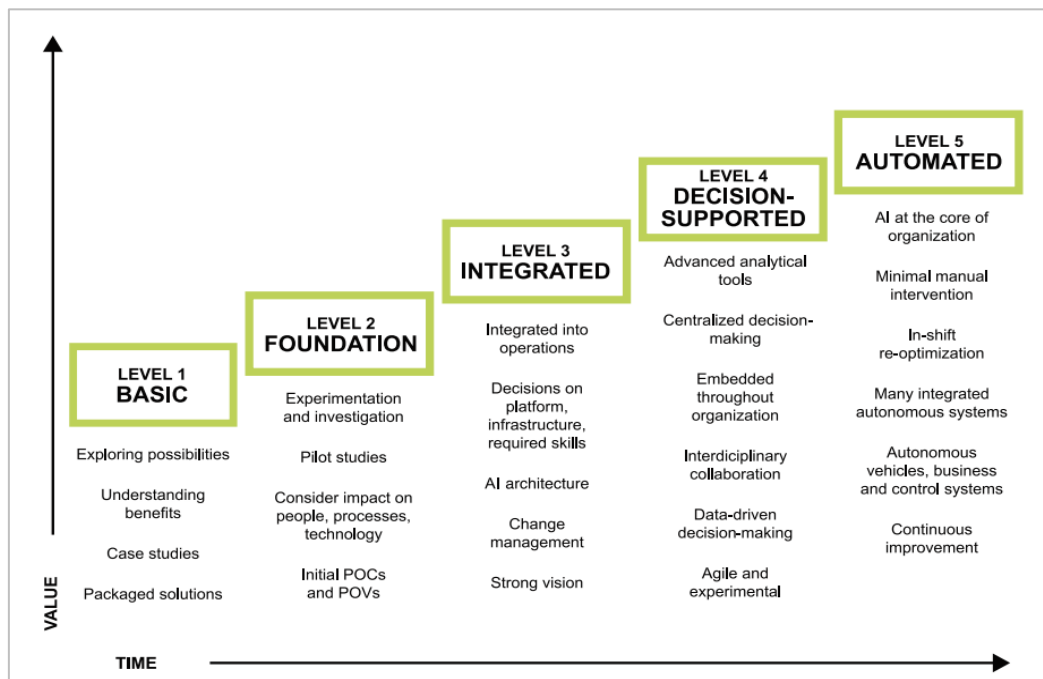 LEVEL 1
BASIC
Exploring possibilities
Understanding
benefits
Case studies
Packaged solutions
LEVEL 2
FOUNDATION
Experimentation
and investigation
Pilot studies
Consider impact on
people, processes,
technology
Initial POCs
and POVs
LEVEL 3
INTEGRATED
Integrated into
operations
Decisions on
platform,
infrastructure,
required skills
AI architecture
Change
management
Strong vision
LEVEL 4
DECISION-
SUPPORTED
Advanced analytical
tools
Centralized decision-
making
Embedded
throughout
organization
Interdiciplinary
collaboration
Data-driven
decision-making
Agile and
experimental
LEVEL 5
AUTOMATED
AI at the core of
organization
Minimal manual
intervention
In-shift
re-optimization
Many integrated
autonomous systems
Autonomous
vehicles, business
and control systems
Continuous
improvement
VALUE
TIME